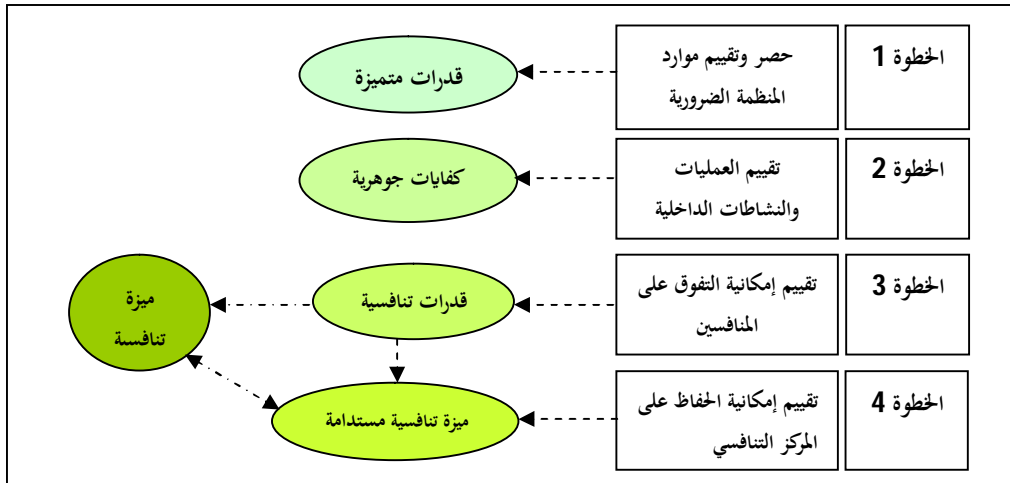 الخطوة 1
حصر وتقييم موارد
المنظمة الضرورية
قدرات متميزة
الخطوة 2
تقييم العمليات
والنشاطات الداخلية
كفايات جوهرية
الخطوة 3
تقييم إمكانية التفوق على
المنافسين
قدرات تنافسية
ميزة
تنافسية
الخطوة 4
تقييم إمكانية الحفاظ على
المركز التنافسي
ميزة تنافسية مستدامة